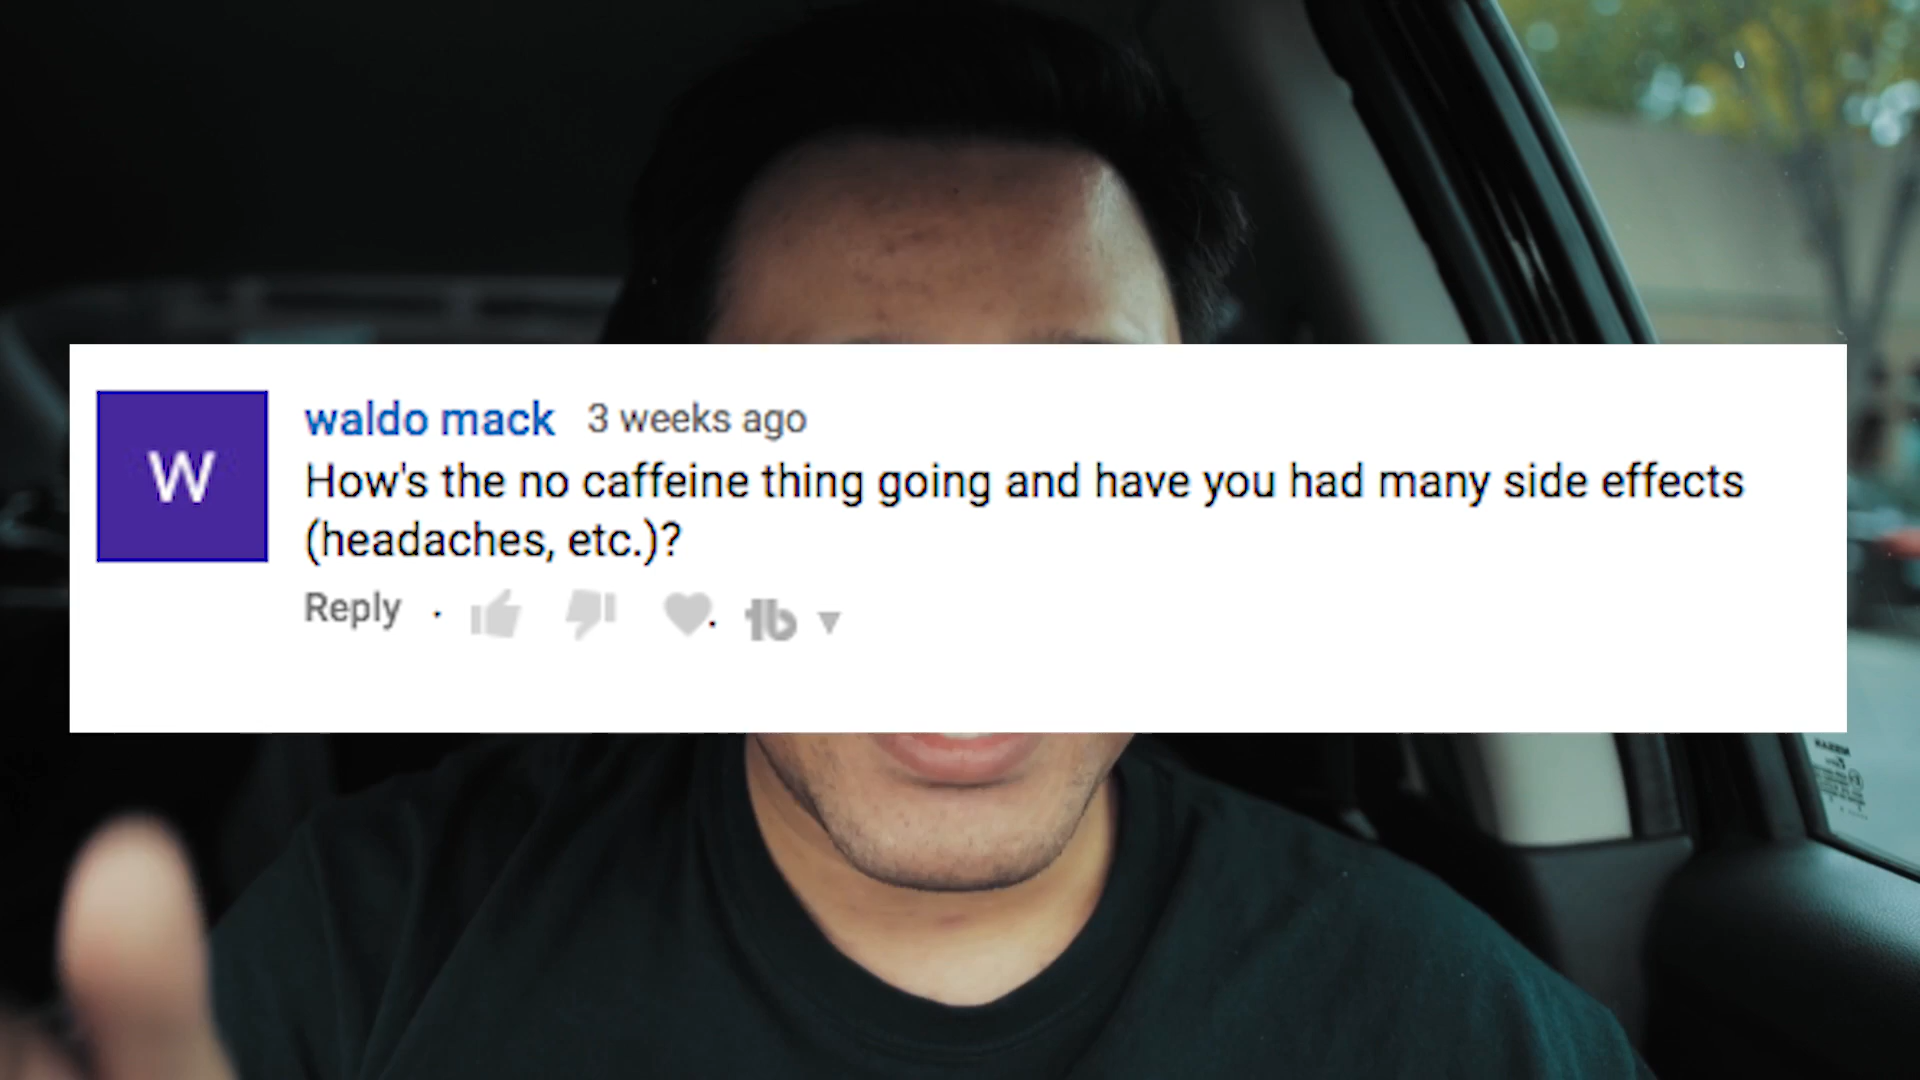 W
waldo mack 3 weeks ago
How's the no caffeine thing going and have you had many side effects
(headaches, etc.)?
Reply
tb